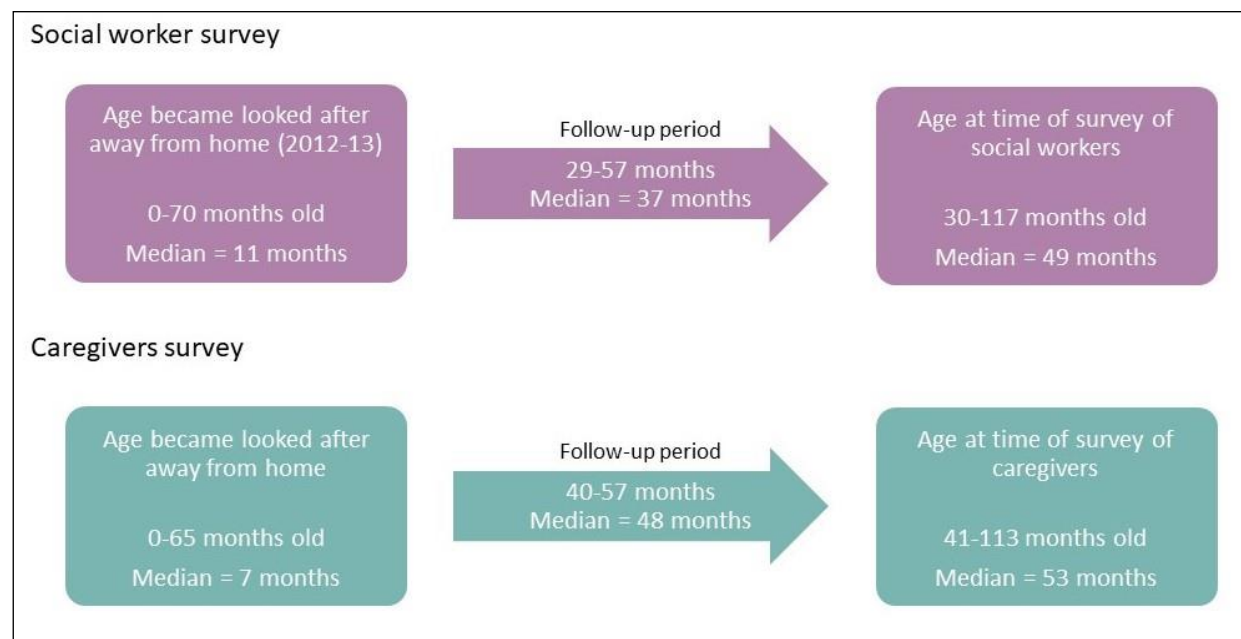 Social worker survey
Age became looked after
away from home (2012-13)
0-70 months old
Median = 11 months
Follow-up period
29-57 months
Median = 37 months
Age at time of survey of
social workers
30-117 months old
Median = 49 months
Caregivers survey
Age became looked after
away from home
0-65 months old
Median = 7 months
Follow-up period
40-57 months
Median = 48 months
Age at time of survey of
caregivers
41-113 months old
Median = 53 months